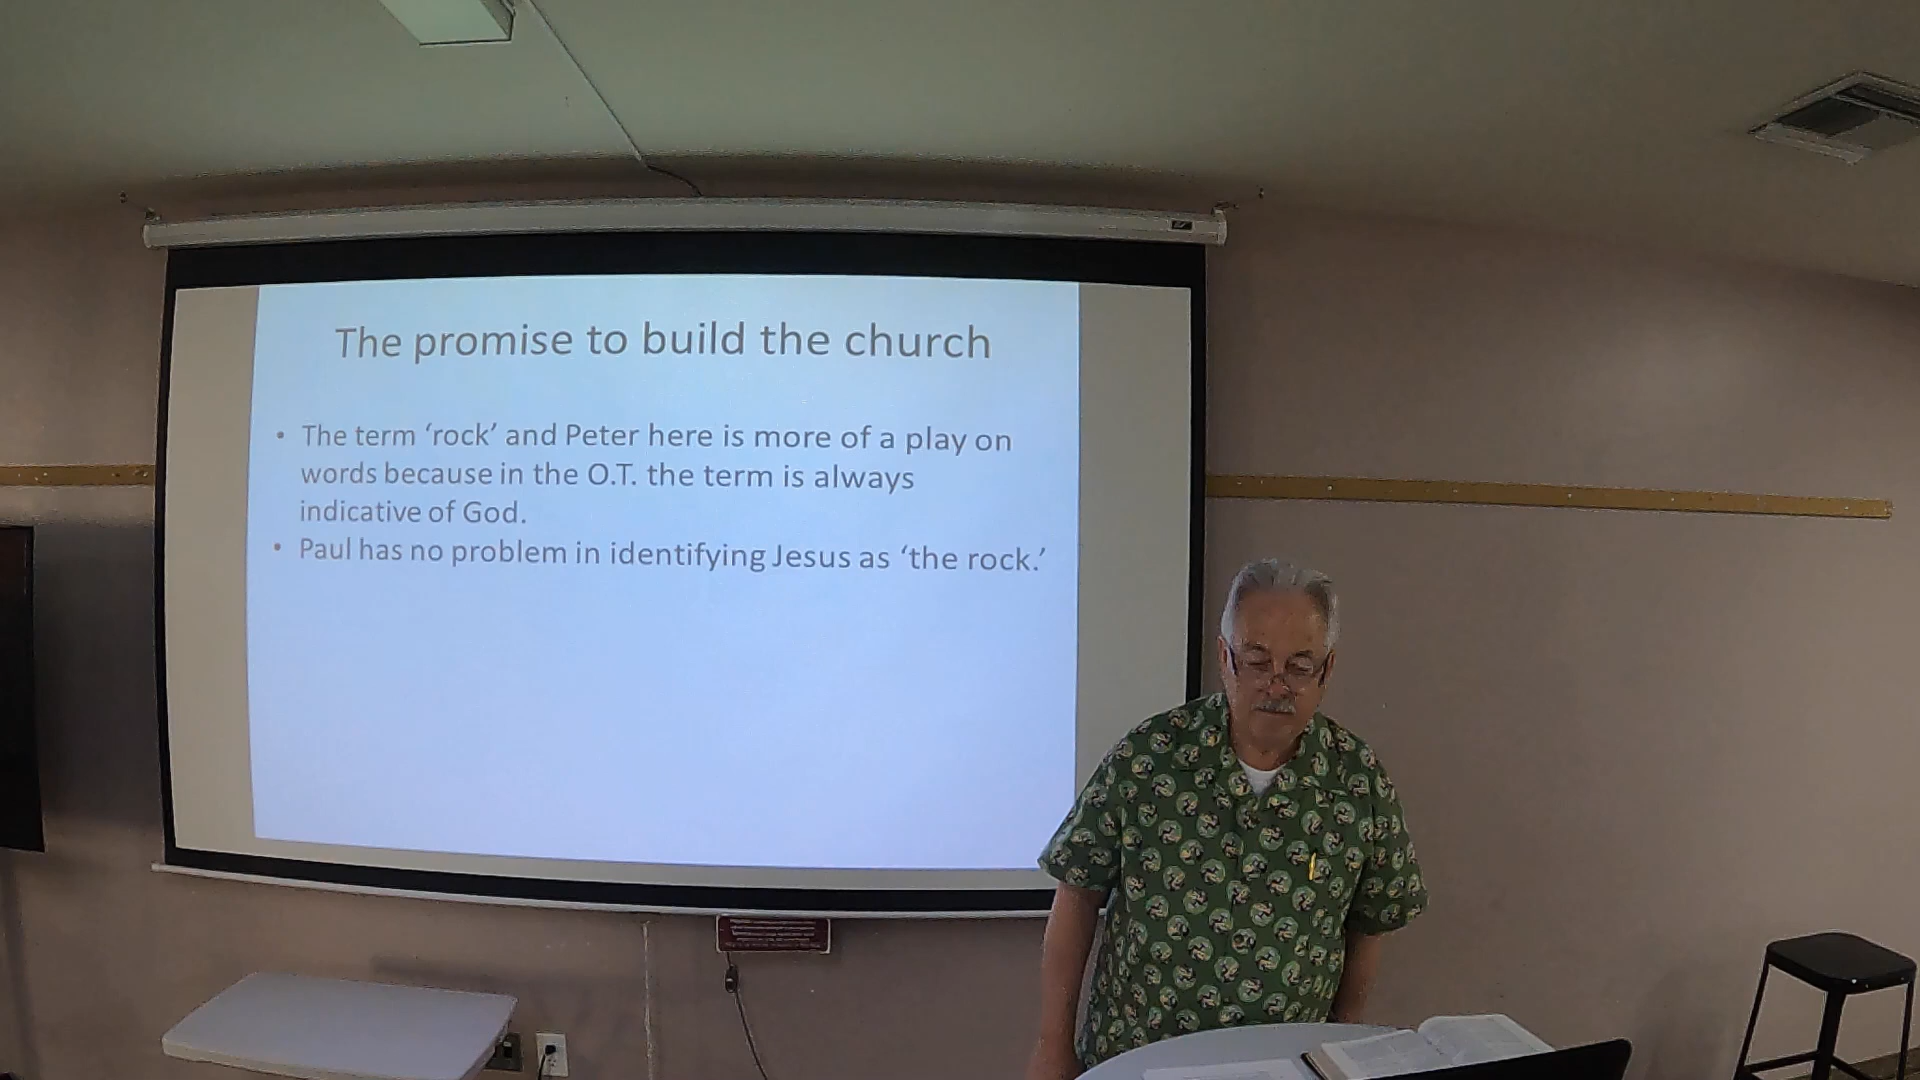 The promise to build the church
• The term ‘rock’ and Peter here is more of a play on
words because in the O.T. the term is always
indicative of God.
• Paul has no problem in identifying Jesus as ‘the rock.’